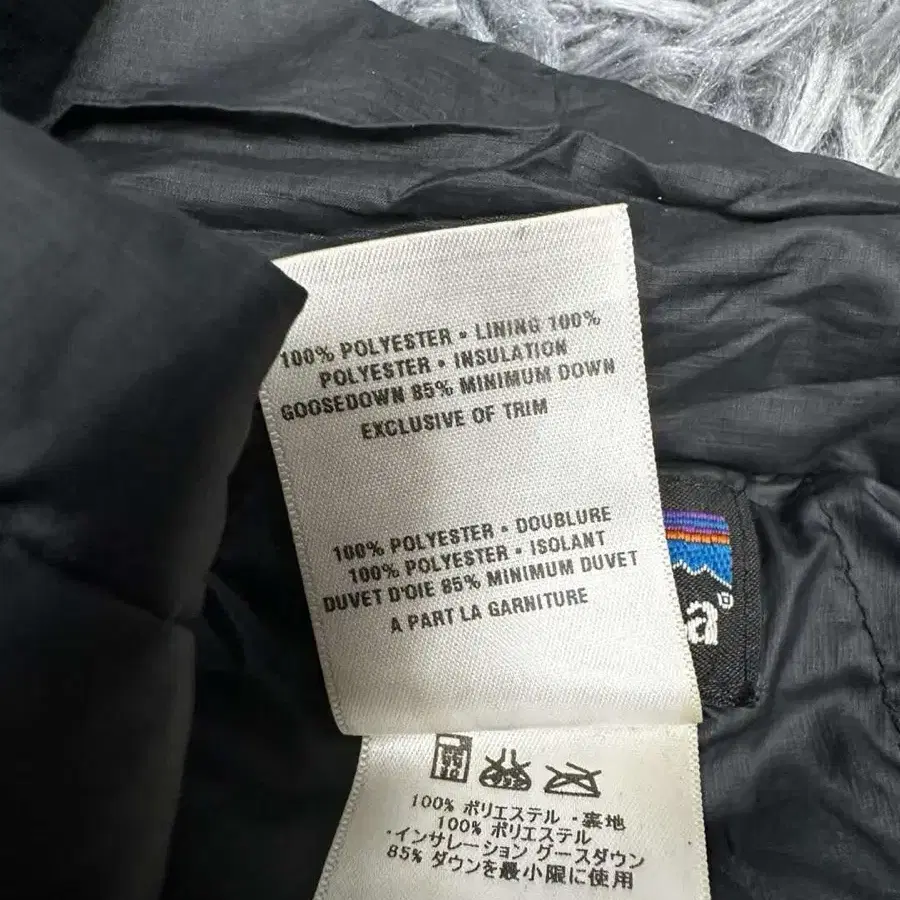 100% POLYESTER • LINING 100%
POLYESTER • INSULATION
GOOSEDOWN 85% MINIMUM DOWN
EXCLUSIVE OF TRIM
100% POLYESTER • DOUBLURE
100% POLYESTER • ISOLANT
DUVET D'OIE 85% MINIMUM DUVET
A PART LA GARNITURE
a
100% ポリエステル・裏地
100% ポリエステル
・インサレーション グースダウン
85% ダウンを最小限に使用